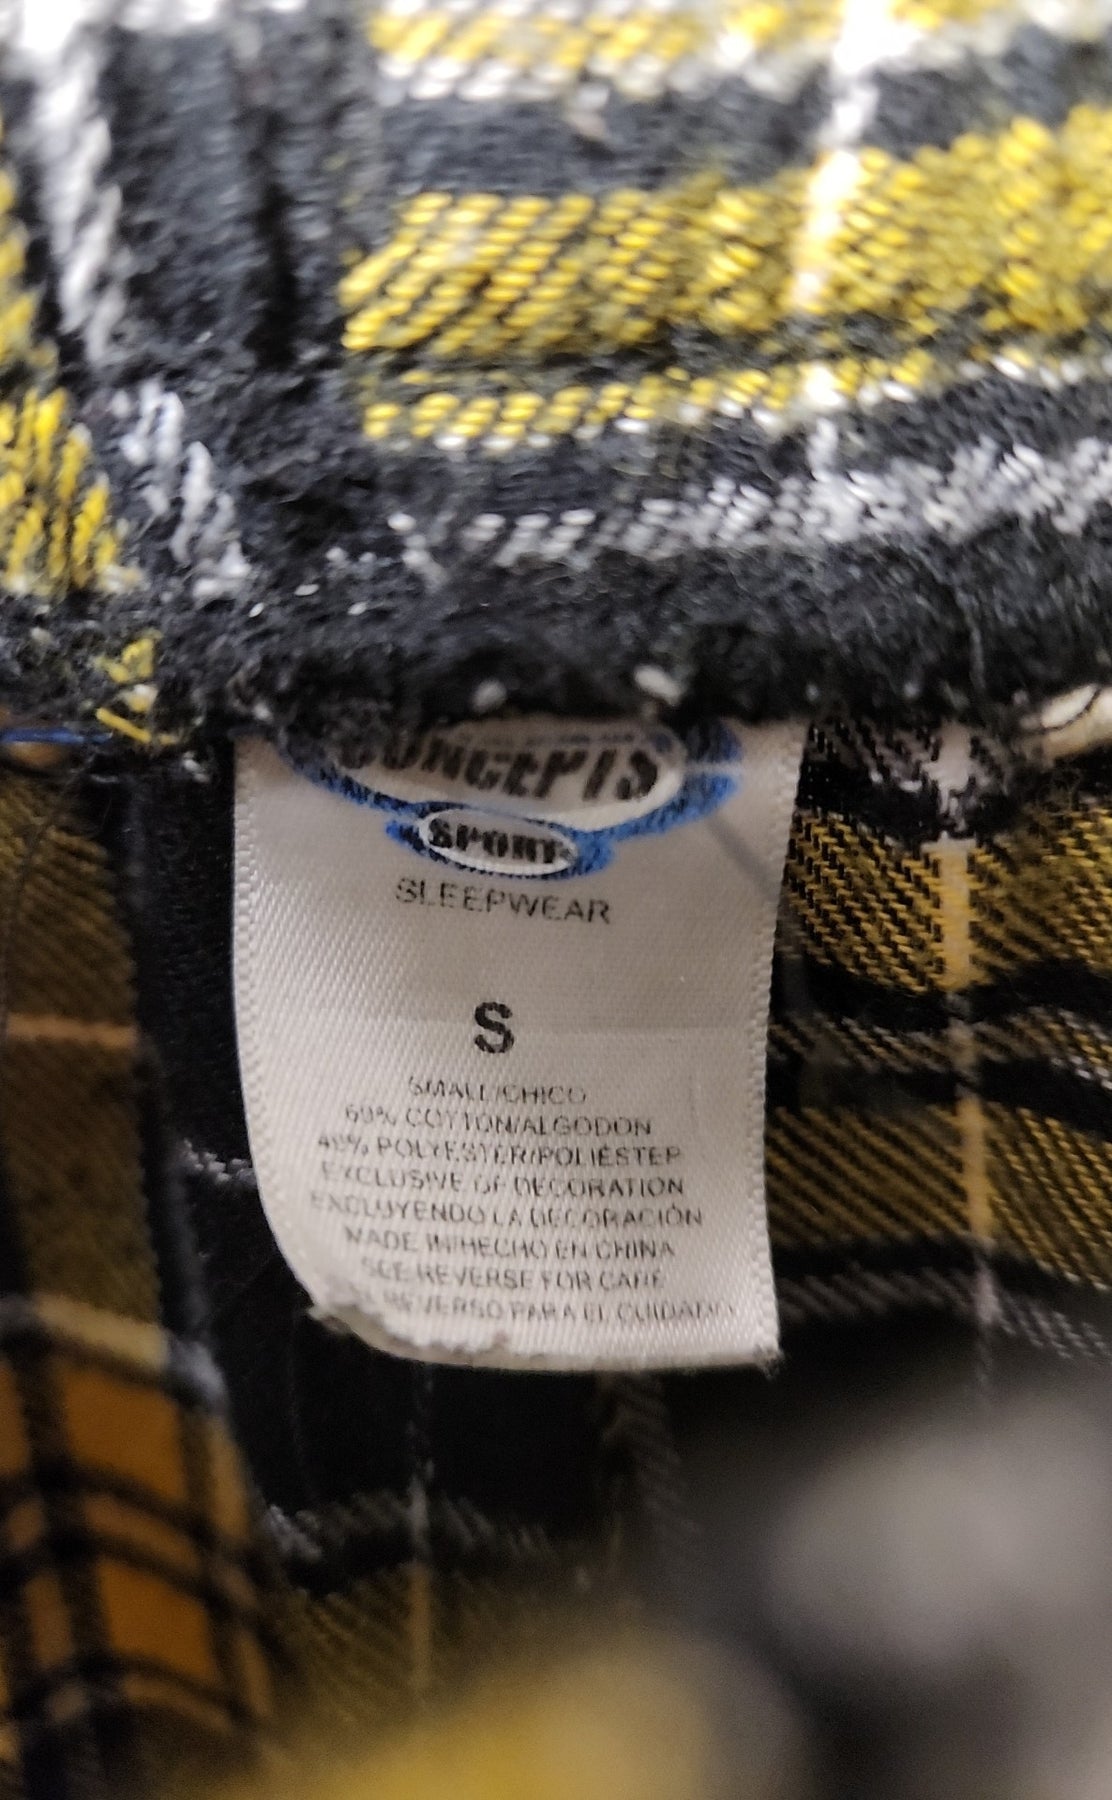 CONCEPTS
SPORT
SLEEPWEAR
S
SMALL/CHICO
60% COTTON/ALGODON
40% POLYESTER/POLIÉSTER
EXCLUSIVE OF DECORATION
EXCLUYENDO LA DECORACIÓN
MADE IN/HECHO EN CHINA
SEE REVERSE FOR CARE
REVERSO PARA EL CUIDADO